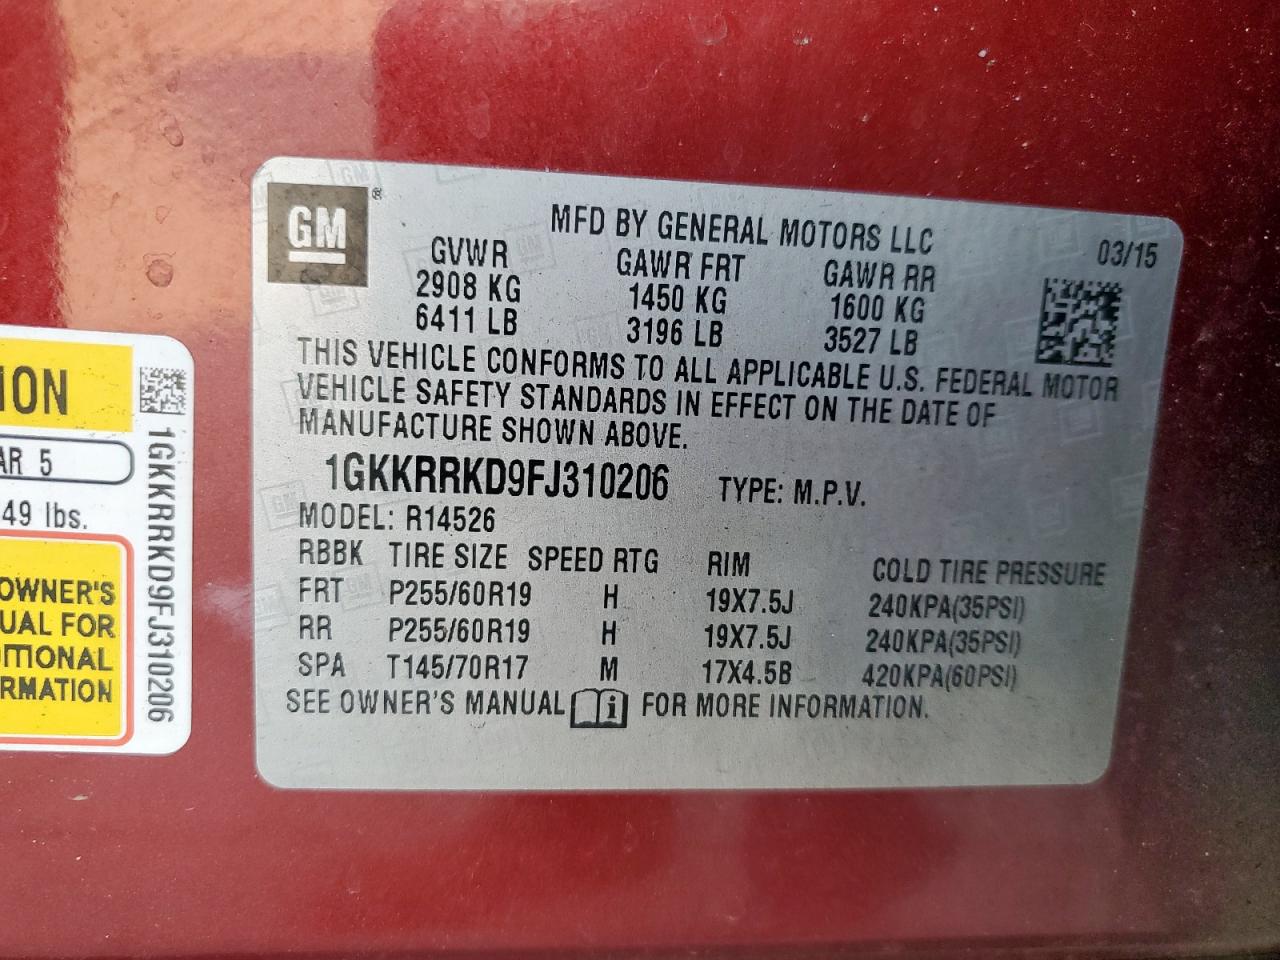 GM
®
MFD BY GENERAL MOTORS LLC
03/15
GVWR GAWR FRT GAWR RR
2908 KG 1450 KG 1600 KG
6411 LB 3196 LB 3527 LB
THIS VEHICLE CONFORMS TO ALL APPLICABLE U.S. FEDERAL MOTOR
VEHICLE SAFETY STANDARDS IN EFFECT ON THE DATE OF
MANUFACTURE SHOWN ABOVE.
1GKKRRKD9FJ310206 TYPE: M.P.V.
MODEL: R14526
RBBK TIRE SIZE SPEED RTG RIM COLD TIRE PRESSURE
FRT P255/60R19 H 19X7.5J 240KPA(35PSI)
RR P255/60R19 H 19X7.5J 240KPA(35PSI)
SPA T145/70R17 M 17X4.5B 420KPA(60PSI)
SEE OWNER'S MANUAL i FOR MORE INFORMATION.
ION
AR 5
49 lbs.
OWNER'S
UAL FOR
DITIONAL
RMATION
1GKKRRKD9FJ310206